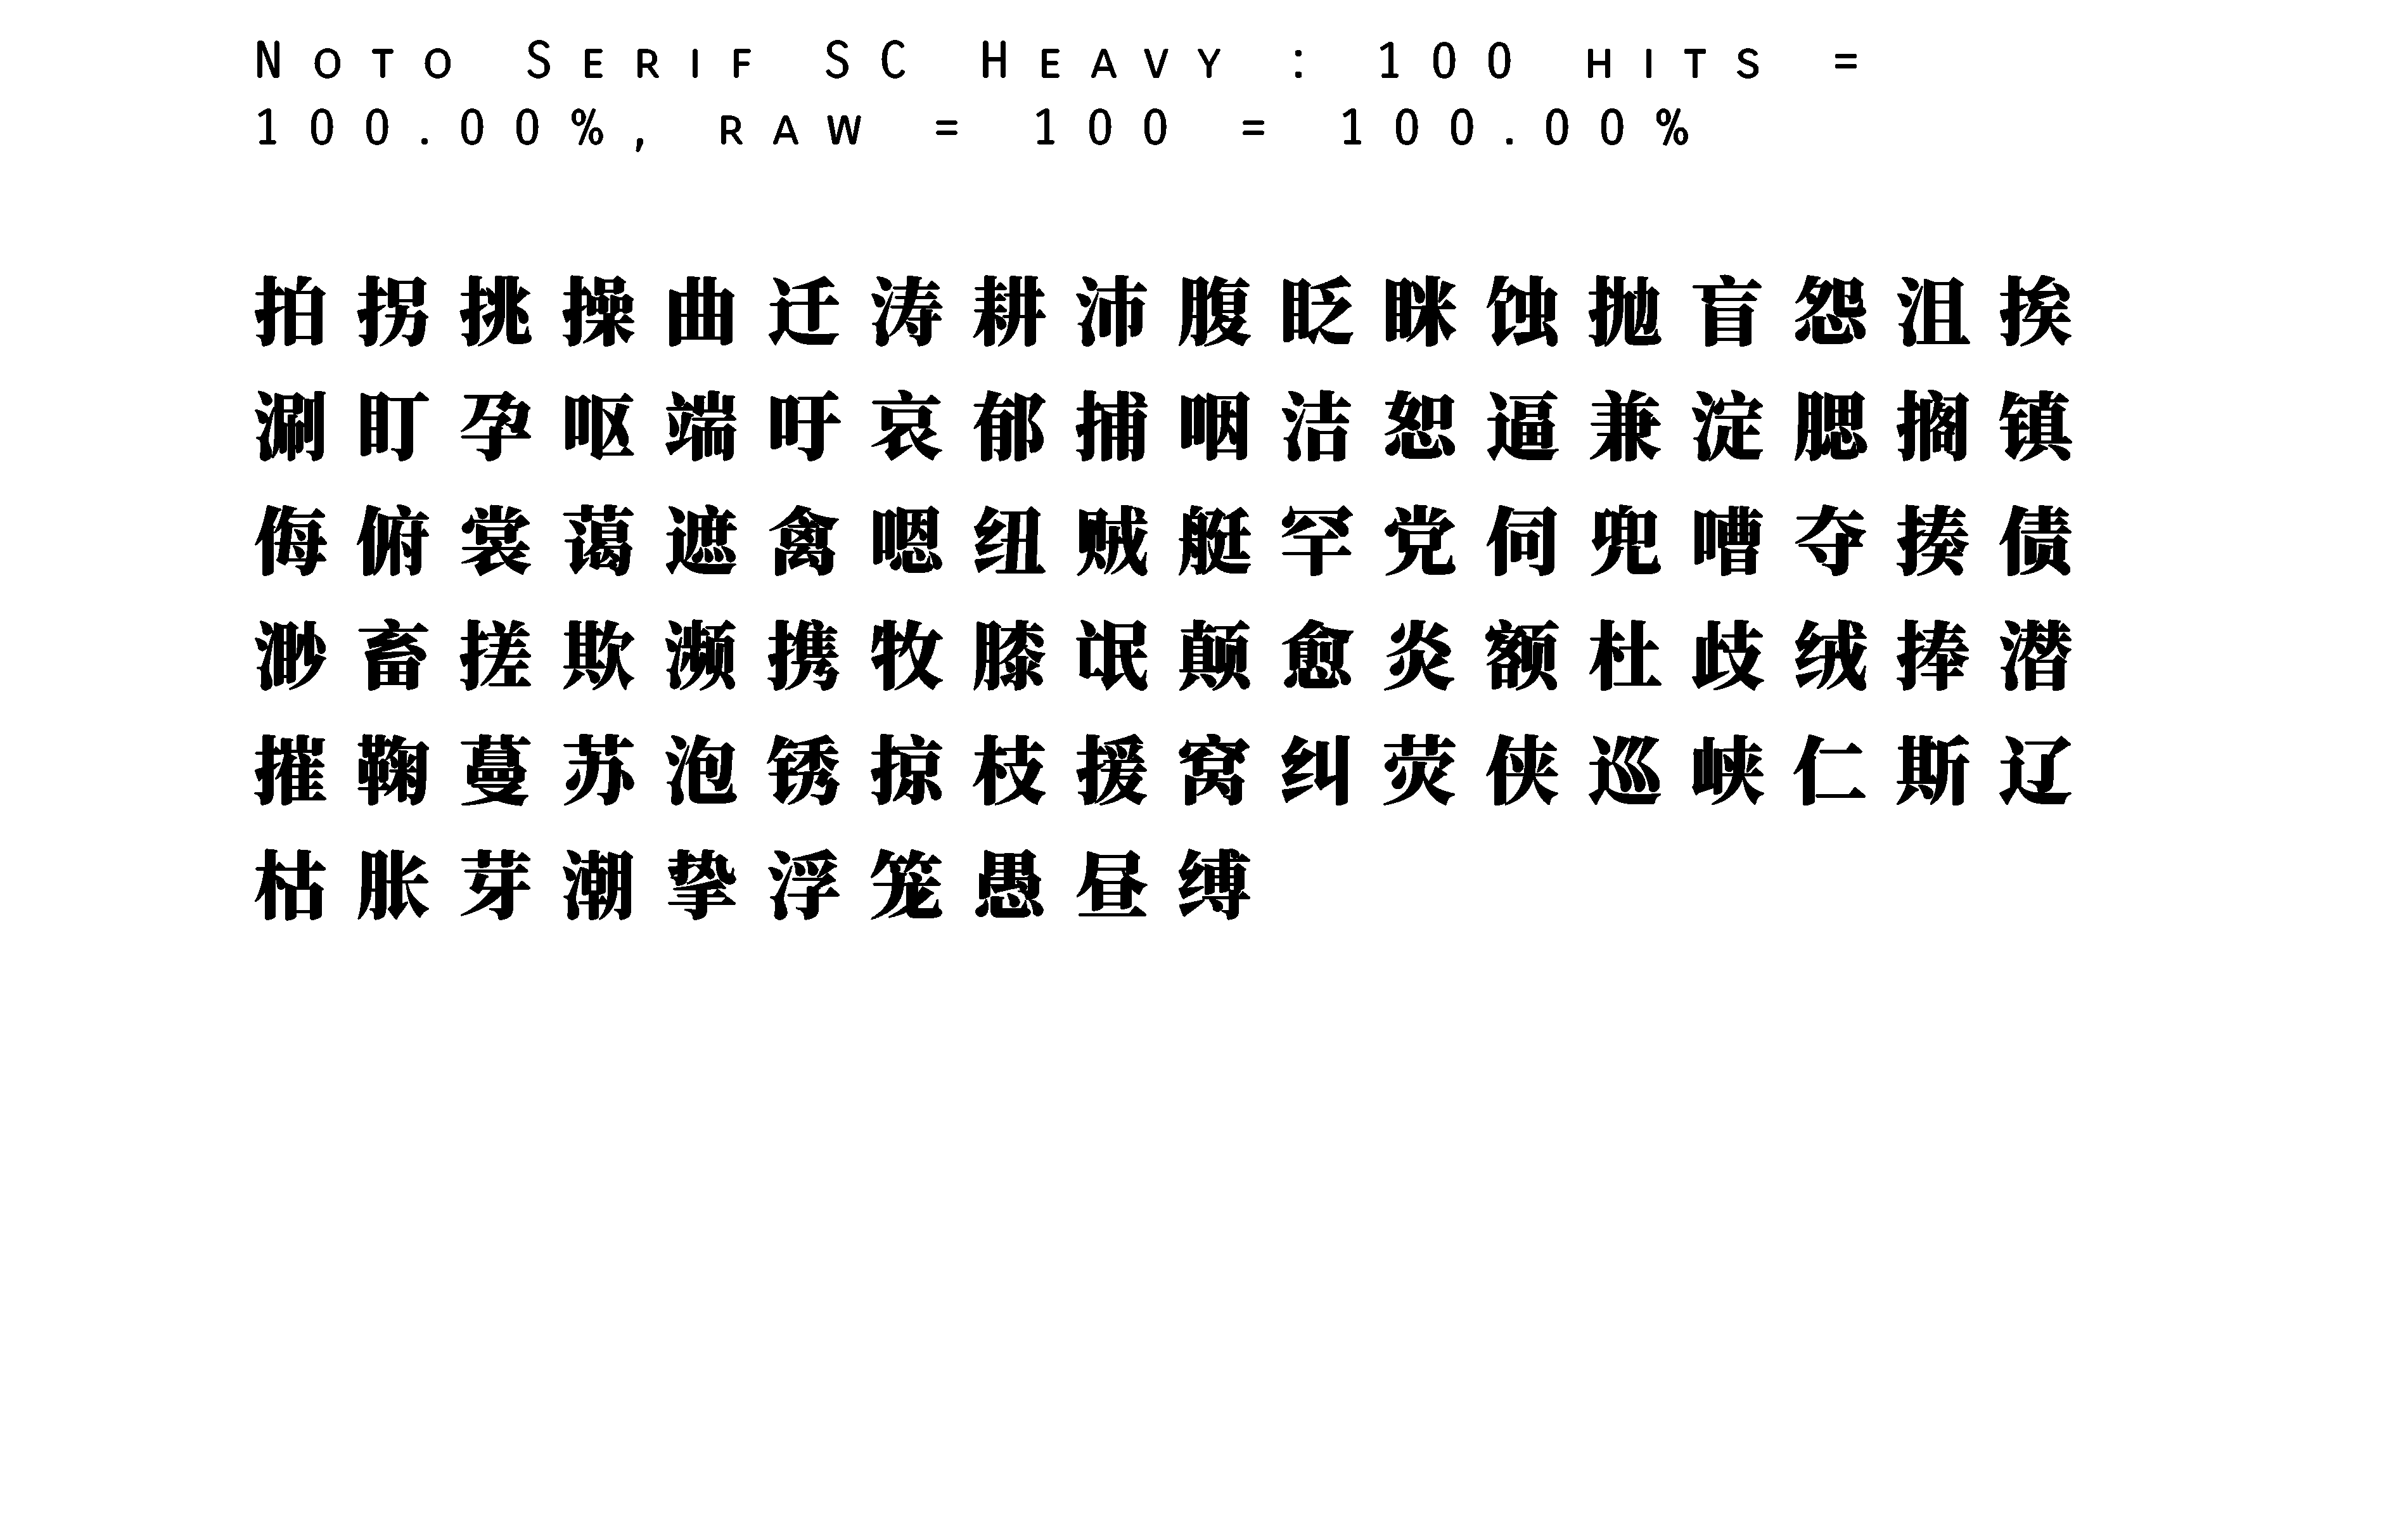 Noto Serif SC Heavy : 100 hits =
100.00%, raw = 100 = 100.00%
拍拐挑操曲迁涛耕沛腹眨眯蚀抛盲怨沮挨
涮盯孕呕端吁哀郁捕咽洁恕逼兼淀腮搁镇
侮俯裳蔼遮禽嗯纽贼艇罕党伺兜嘈夺揍债
渺畜搓欺濒携牧膝氓颠愈炎额杜歧绒捧潜
摧鞠蔓苏泡锈掠枝援窝纠荧侠巡峡仁斯辽
枯胀芽潮挚浮笼愚昼缚